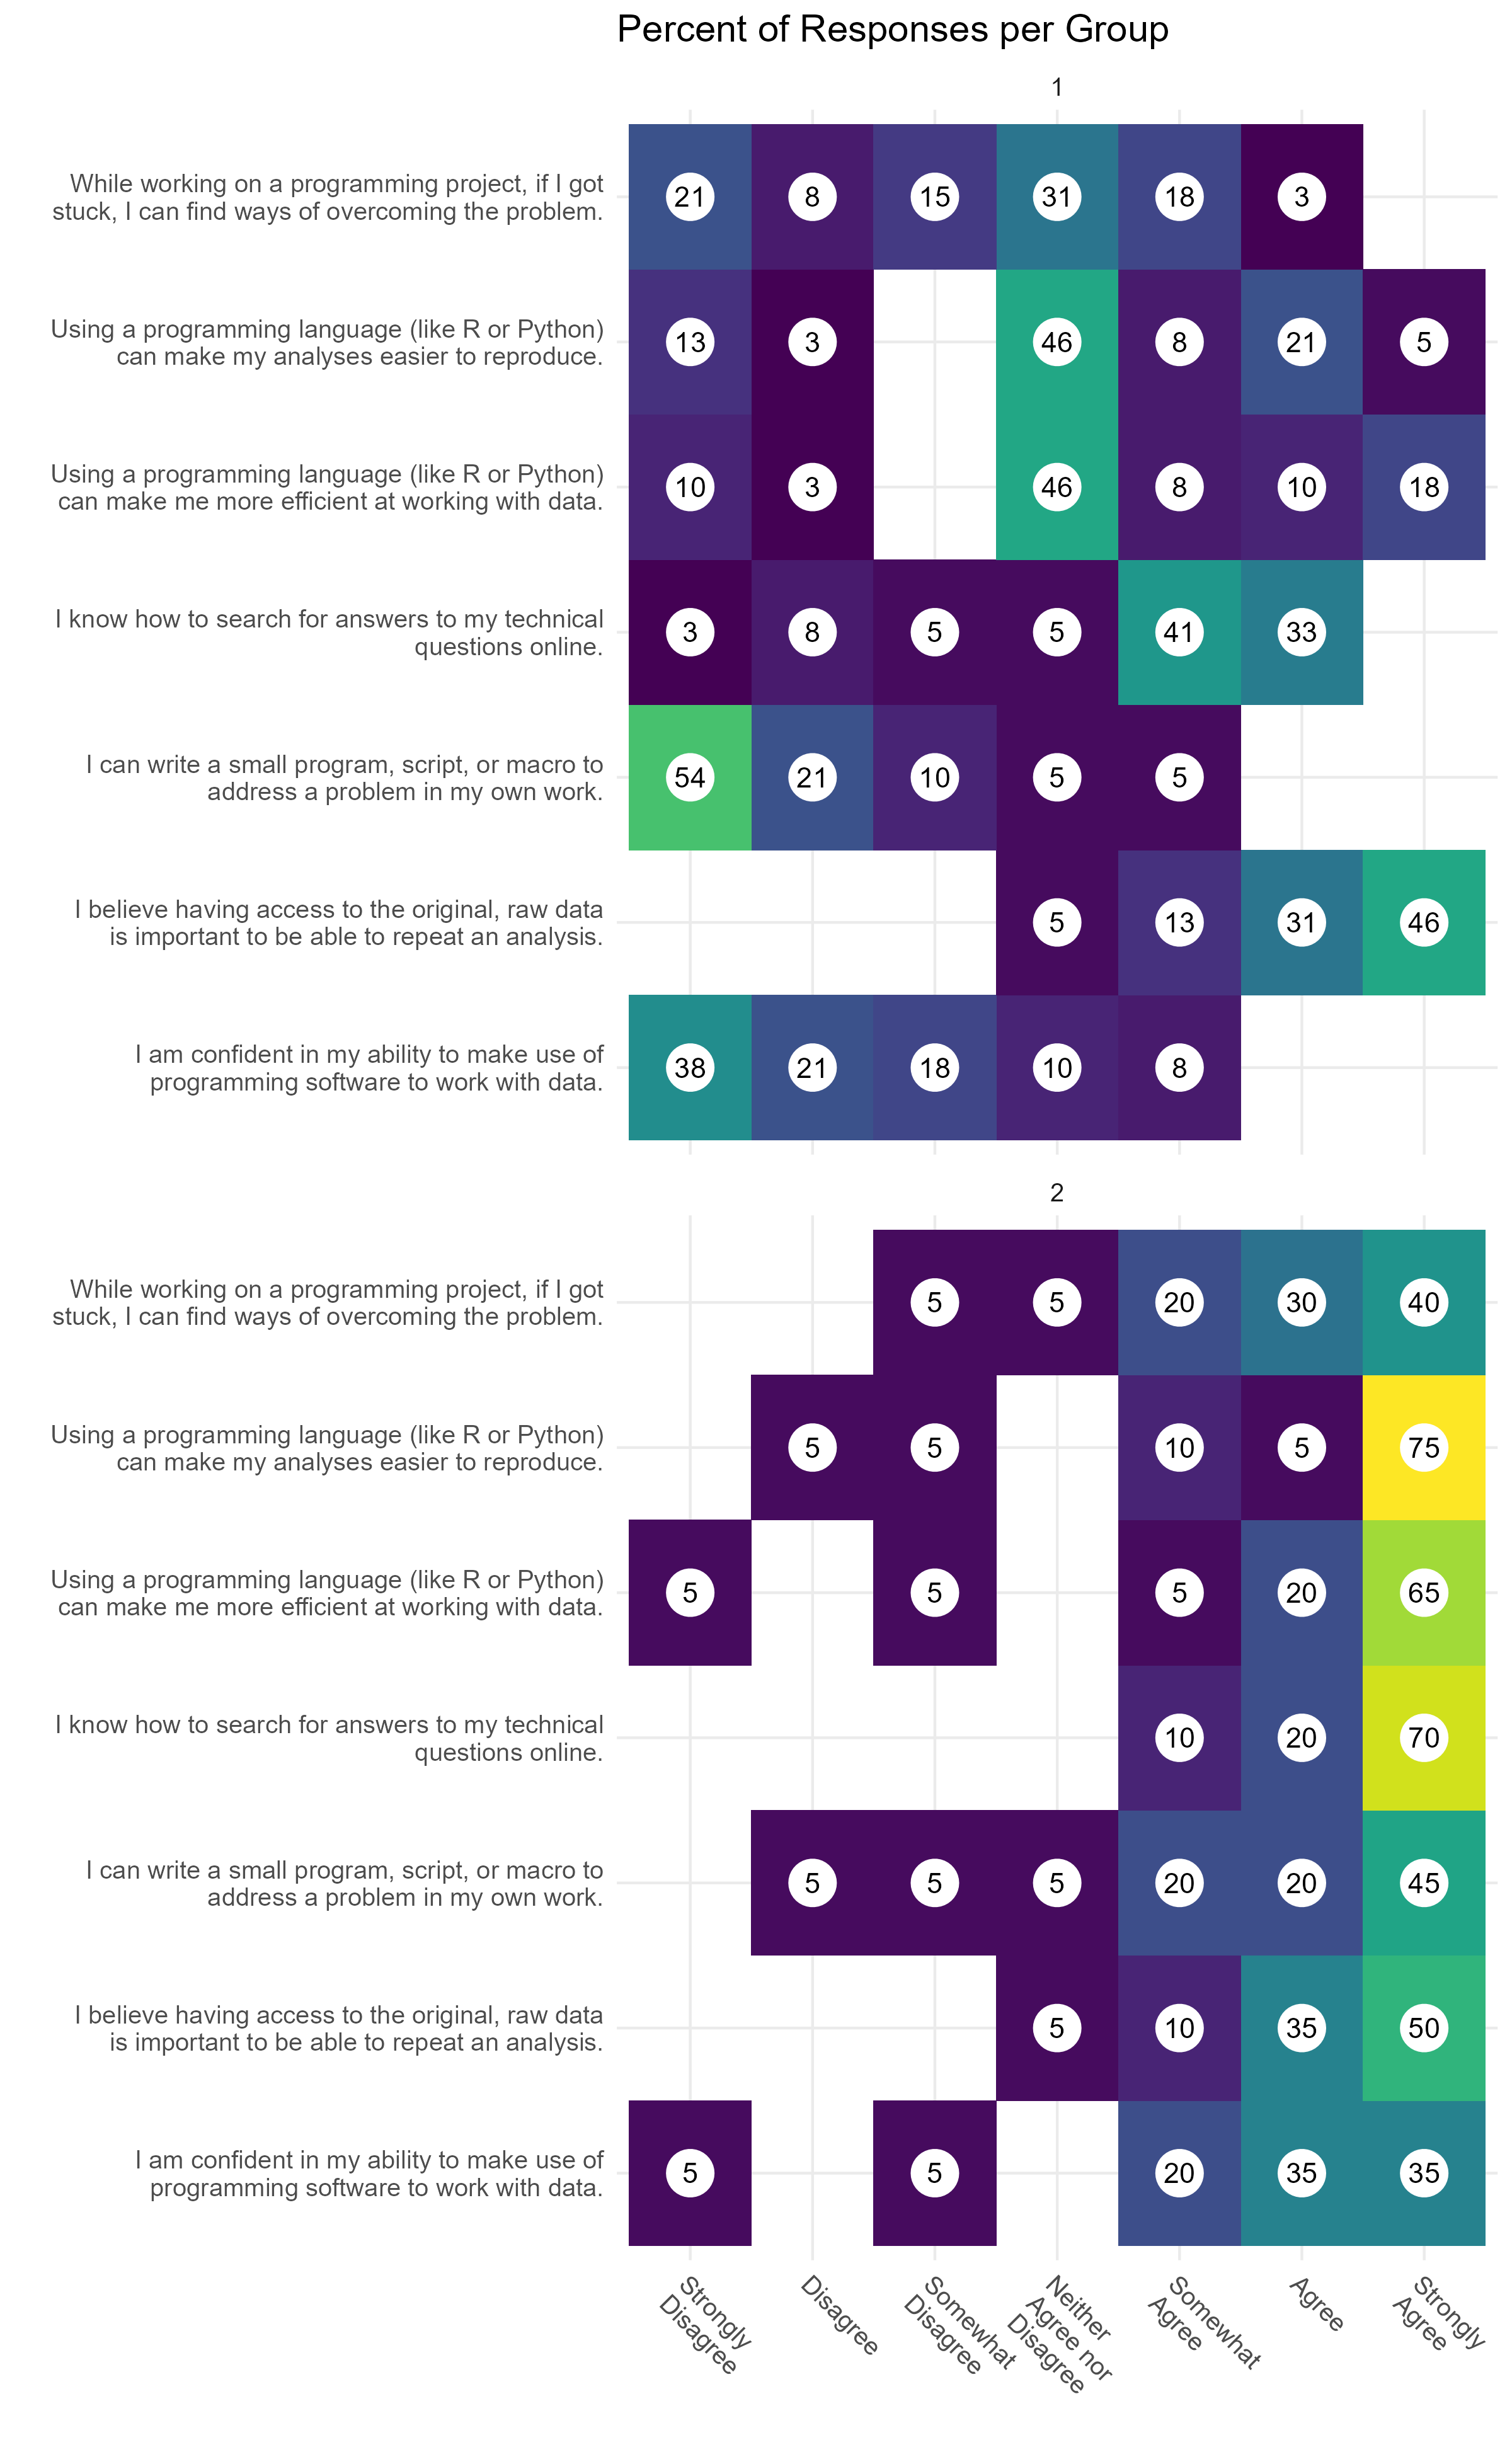 Percent of Responses per Group
1
While working on a programming project, if I got
stuck, I can find ways of overcoming the problem.
21 8 15 31 18 3
Using a programming language (like R or Python)
can make my analyses easier to reproduce.
13 3 46 8 21 5
Using a programming language (like R or Python)
can make me more efficient at working with data.
10 3 46 8 10 18
I know how to search for answers to my technical
questions online.
3 8 5 5 41 33
I can write a small program, script, or macro to
address a problem in my own work.
54 21 10 5 5
I believe having access to the original, raw data
is important to be able to repeat an analysis.
5 13 31 46
I am confident in my ability to make use of
programming software to work with data.
38 21 18 10 8
2
While working on a programming project, if I got
stuck, I can find ways of overcoming the problem.
5 5 20 30 40
Using a programming language (like R or Python)
can make my analyses easier to reproduce.
5 5 10 5 75
Using a programming language (like R or Python)
can make me more efficient at working with data.
5 5 5 20 65
I know how to search for answers to my technical
questions online.
10 20 70
I can write a small program, script, or macro to
address a problem in my own work.
5 5 5 20 20 45
I believe having access to the original, raw data
is important to be able to repeat an analysis.
5 10 35 50
I am confident in my ability to make use of
programming software to work with data.
5 5 20 35 35
Strongly
Disagree
Disagree
Somewhat
Disagree
Neither
Agree nor
Disagree
Somewhat
Agree
Agree
Strongly
Agree